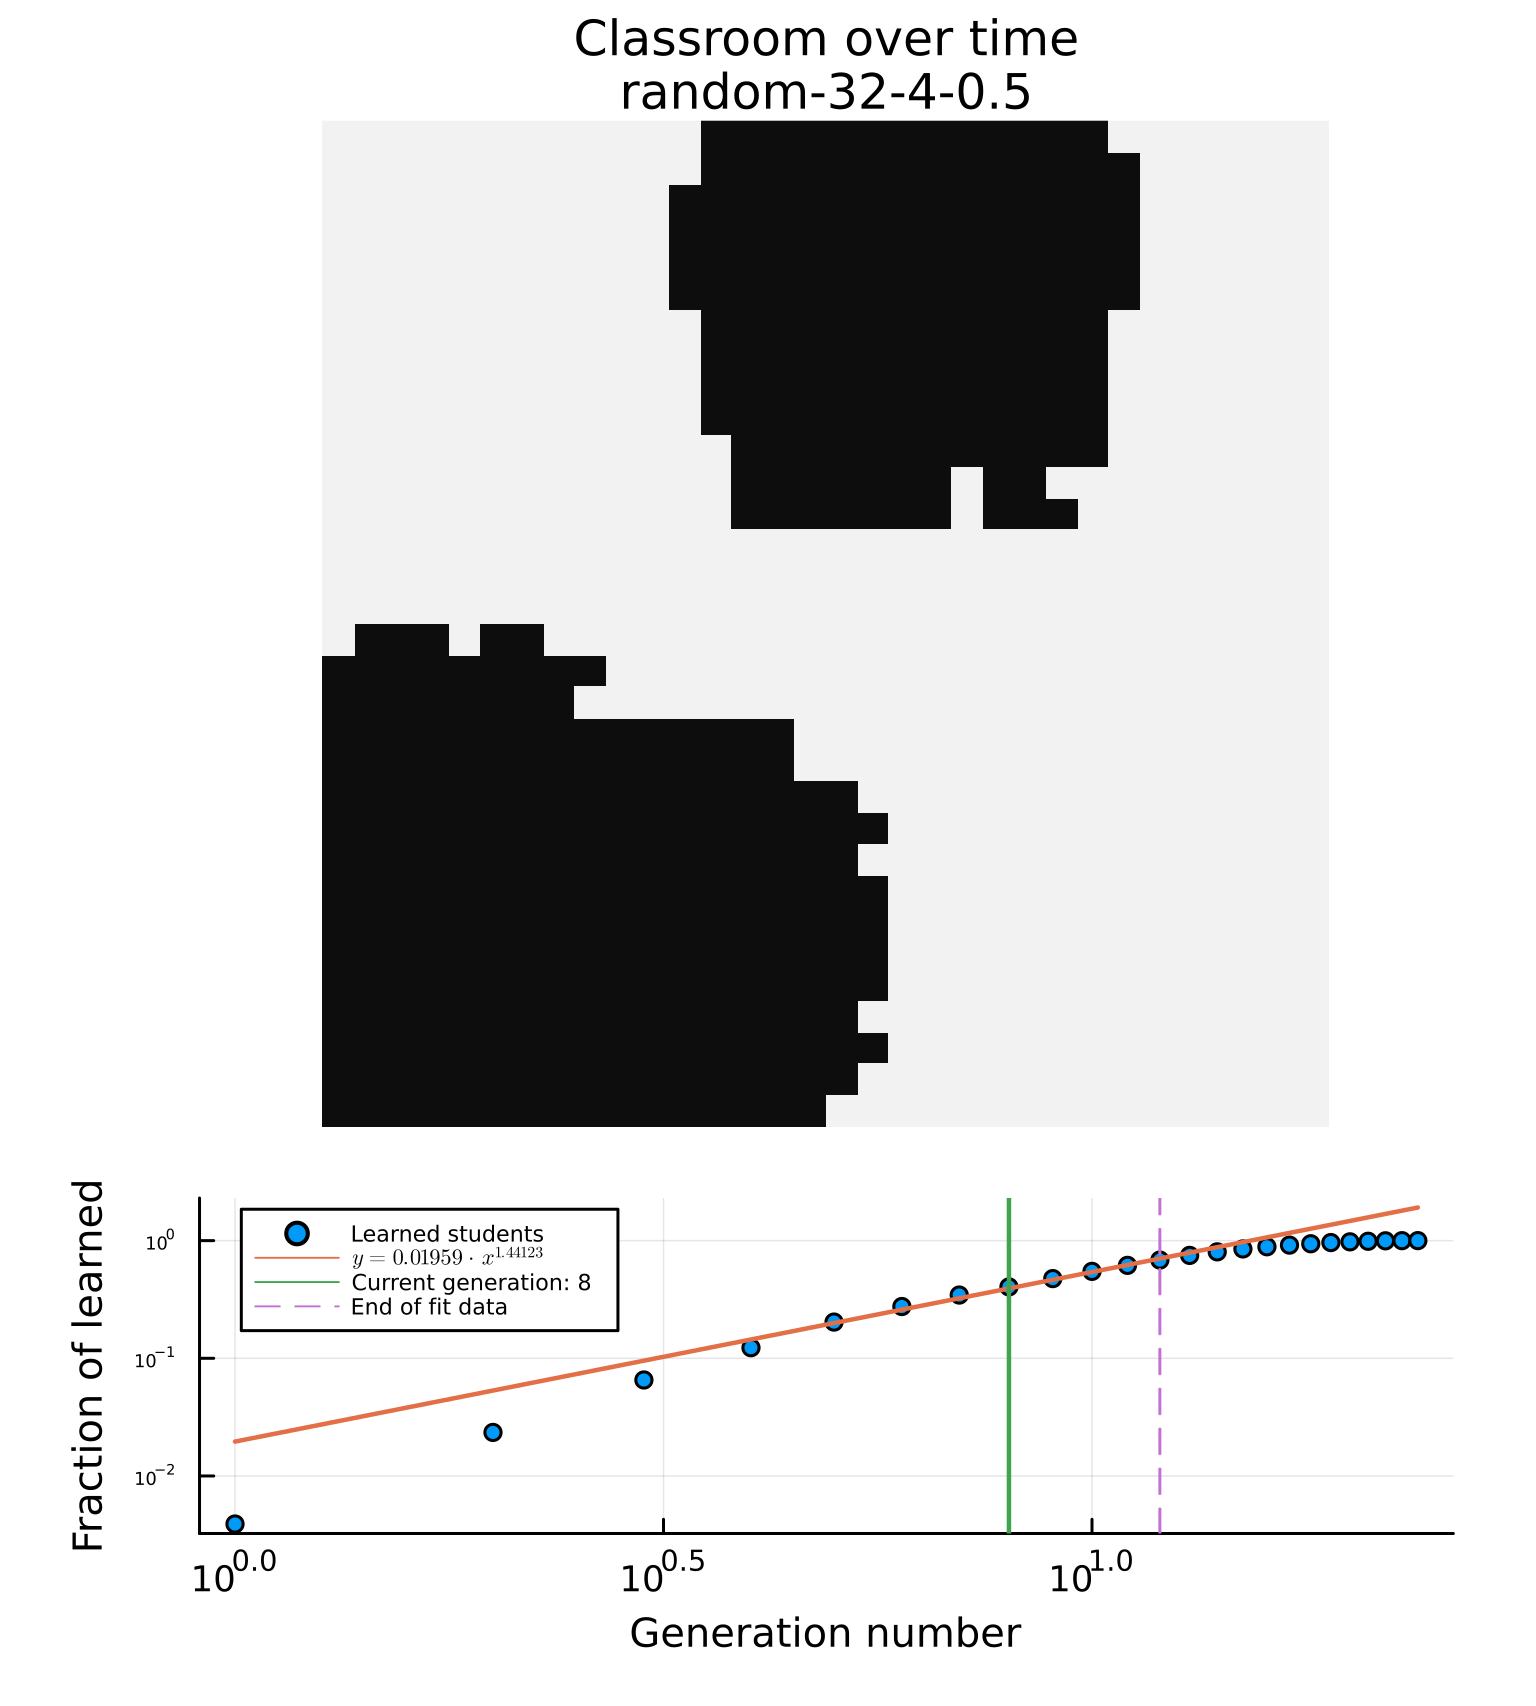 Classroom over time
random-32-4-0.5
Fraction of learned
10⁰
10⁻¹
10⁻²
Learned students
y = 0.01959 · x^1.44123
Current generation: 8
End of fit data
10^0.0
10^0.5
10^1.0
Generation number